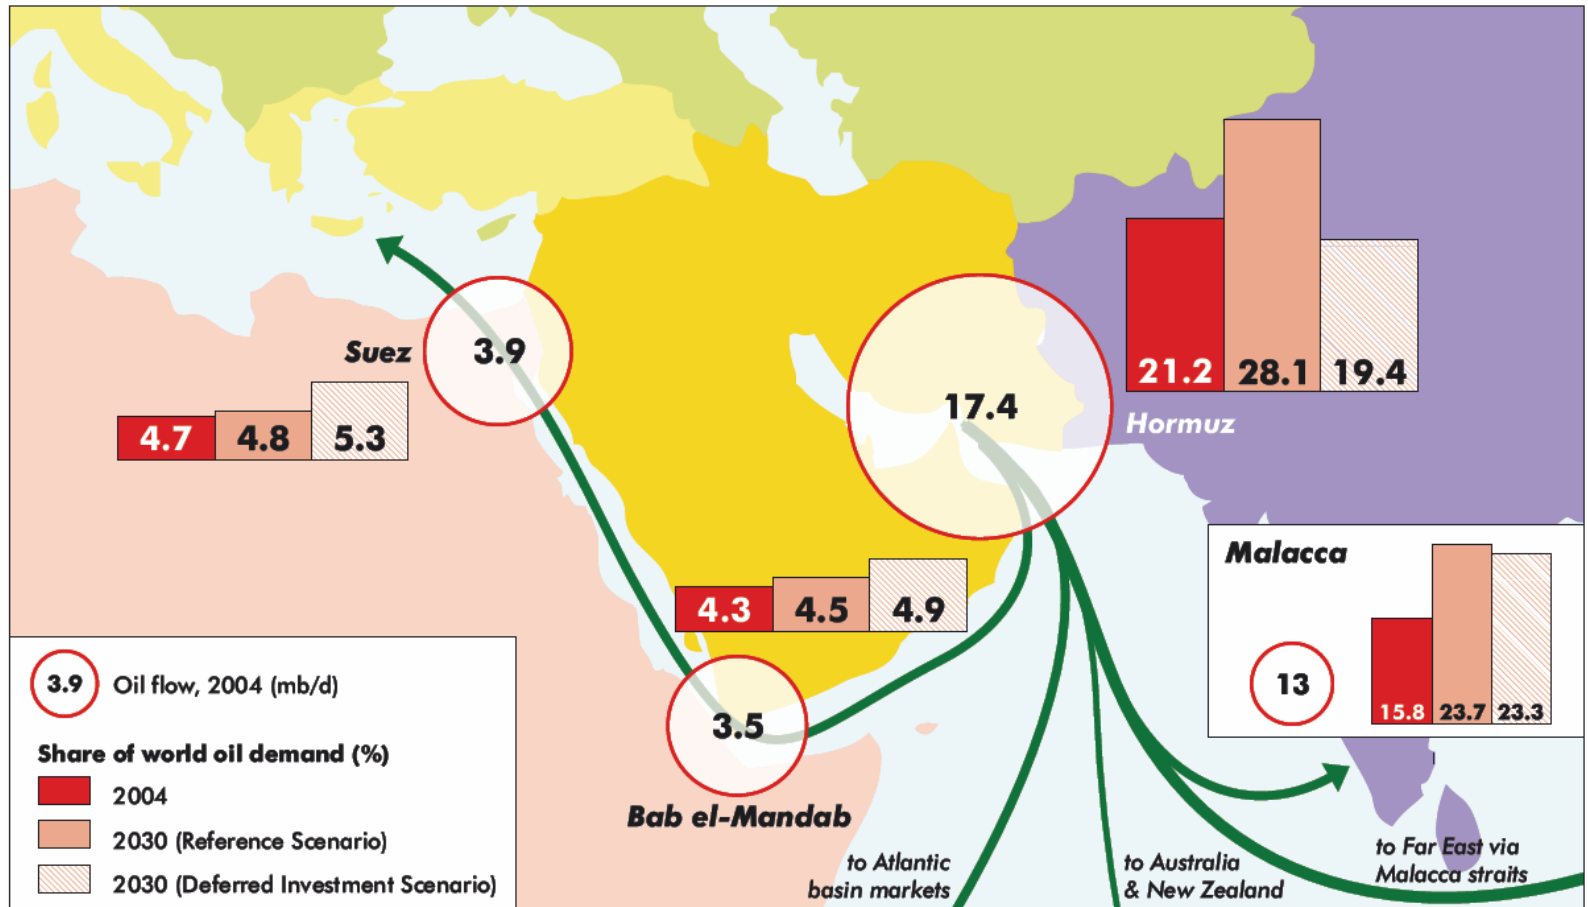 21.2 28.1 19.4
Hormuz
17.4
Suez
3.9
4.7 4.8 5.3
4.3 4.5 4.9
3.5
Bab el-Mandab
Malacca
13
15.8 23.7 23.3
3.9 Oil flow, 2004 (mb/d)
Share of world oil demand (%)
2004
2030 (Reference Scenario)
2030 (Deferred Investment Scenario)
to Atlantic
basin markets
to Australia
& New Zealand
to Far East via
Malacca straits